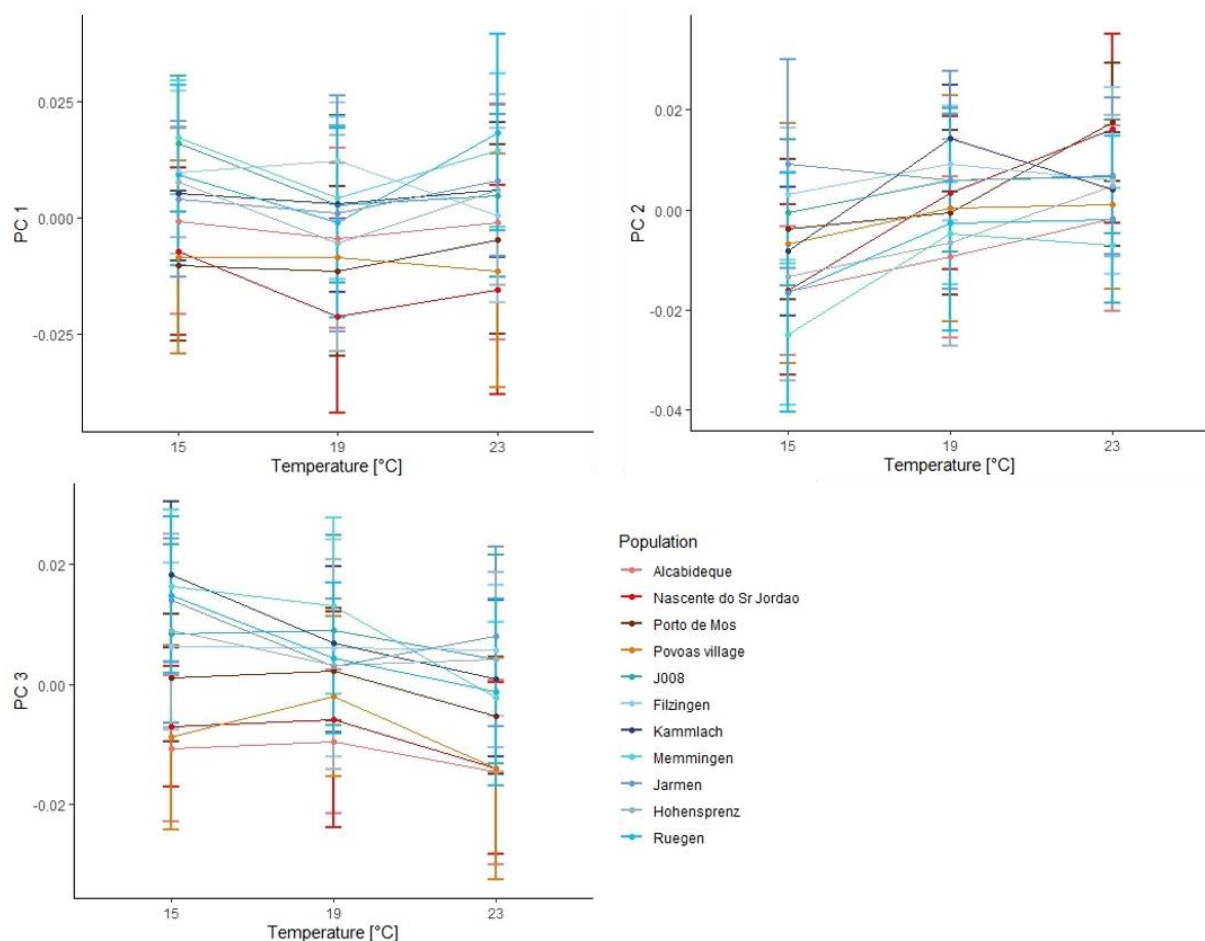 PC 1
0.025
0.000
-0.025
15
19
23
Temperature [°C]
PC 2
0.02
0.00
-0.02
-0.04
15
19
23
Temperature [°C]
PC 3
0.02
0.00
-0.02
15
19
23
Temperature [°C]
Population
Alcabideque
Nascente do Sr Jordao
Porto de Mos
Povoas village
J008
Filzingen
Kammlach
Memmingen
Jarmen
Hohensprenz
Ruegen